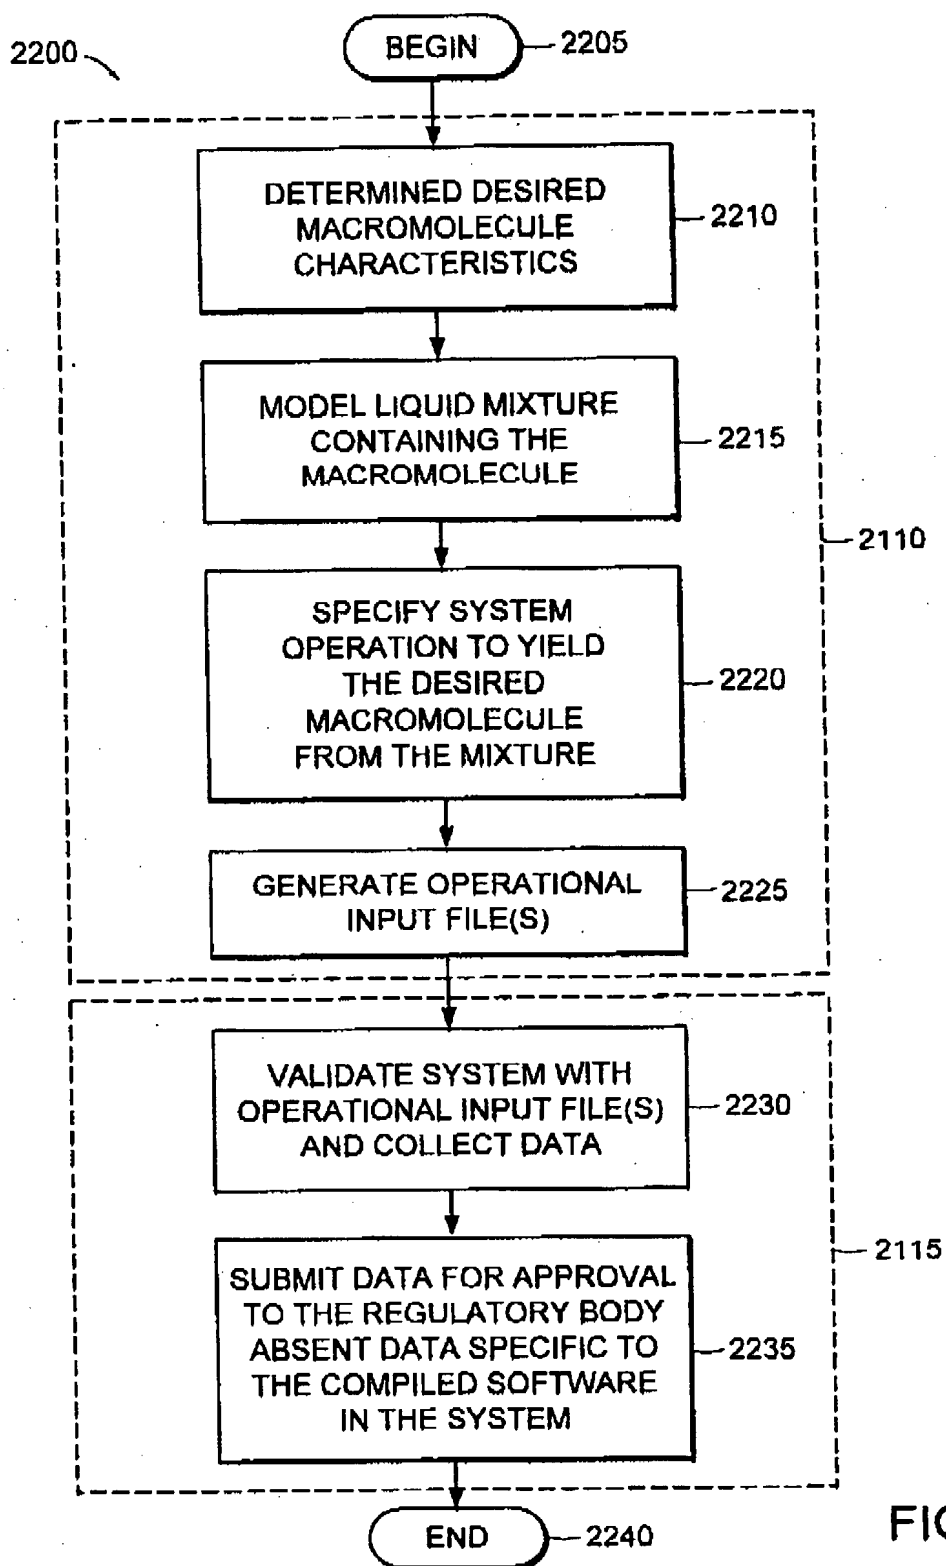 BEGIN
2205
2200
DETERMINED DESIRED
MACROMOLECULE
CHARACTERISTICS
2210
MODEL LIQUID MIXTURE
CONTAINING THE
MACROMOLECULE
2215
2110
SPECIFY SYSTEM
OPERATION TO YIELD
THE DESIRED
MACROMOLECULE
FROM THE MIXTURE
2220
GENERATE OPERATIONAL
INPUT FILE(S)
2225
VALIDATE SYSTEM WITH
OPERATIONAL INPUT FILE(S)
AND COLLECT DATA
2230
2115
SUBMIT DATA FOR APPROVAL
TO THE REGULATORY BODY
ABSENT DATA SPECIFIC TO
THE COMPILED SOFTWARE
IN THE SYSTEM
2235
END
2240